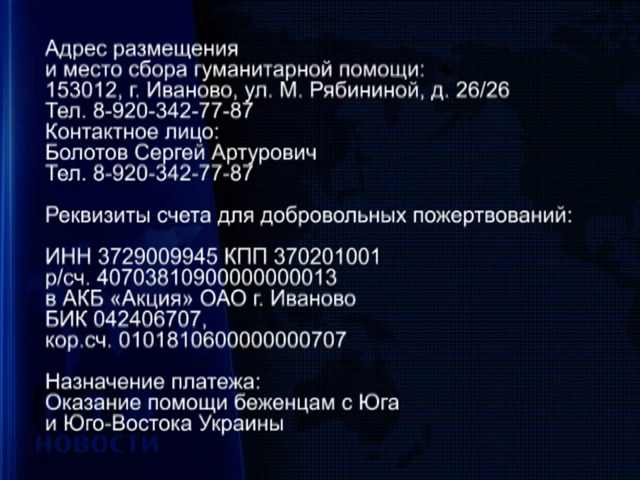 Адрес размещения
и место сбора гуманитарной помощи:
153012, г. Иваново, ул. М. Рябининой, д. 26/26
Тел. 8-920-342-77-87
Контактное лицо:
Болотов Сергей Артурович
Тел. 8-920-342-77-87
Реквизиты счета для добровольных пожертвований:
ИНН 3729009945 КПП 370201001
р/сч. 40703810900000000013
в АКБ «Акция» ОАО г. Иваново
БИК 042406707,
кор.сч. 0101810600000000707
Назначение платежа:
Оказание помощи беженцам с Юга
и Юго-Востока Украины
НОВОСТИ